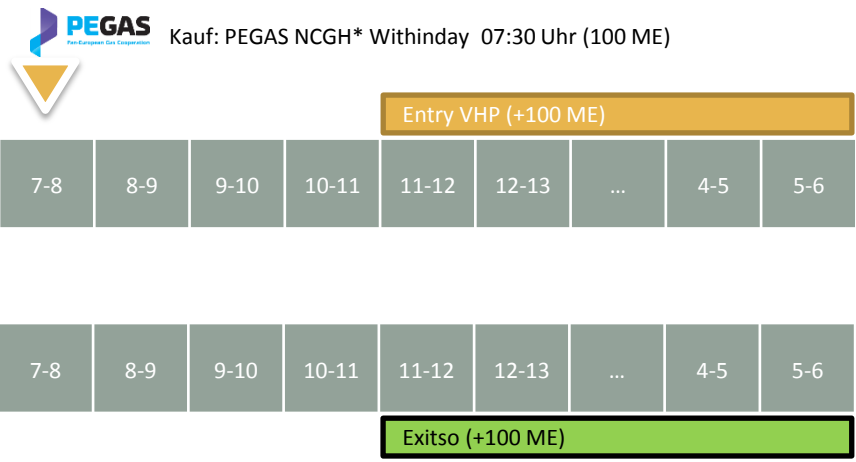 PEGAS
Pan-European Gas Cooperation
Kauf: PEGAS NCGH* Withinday 07:30 Uhr (100 ME)
Entry VHP (+100 ME)
7-8 8-9 9-10 10-11 11-12 12-13 ... 4-5 5-6
7-8 8-9 9-10 10-11 11-12 12-13 ... 4-5 5-6
Exitso (+100 ME)